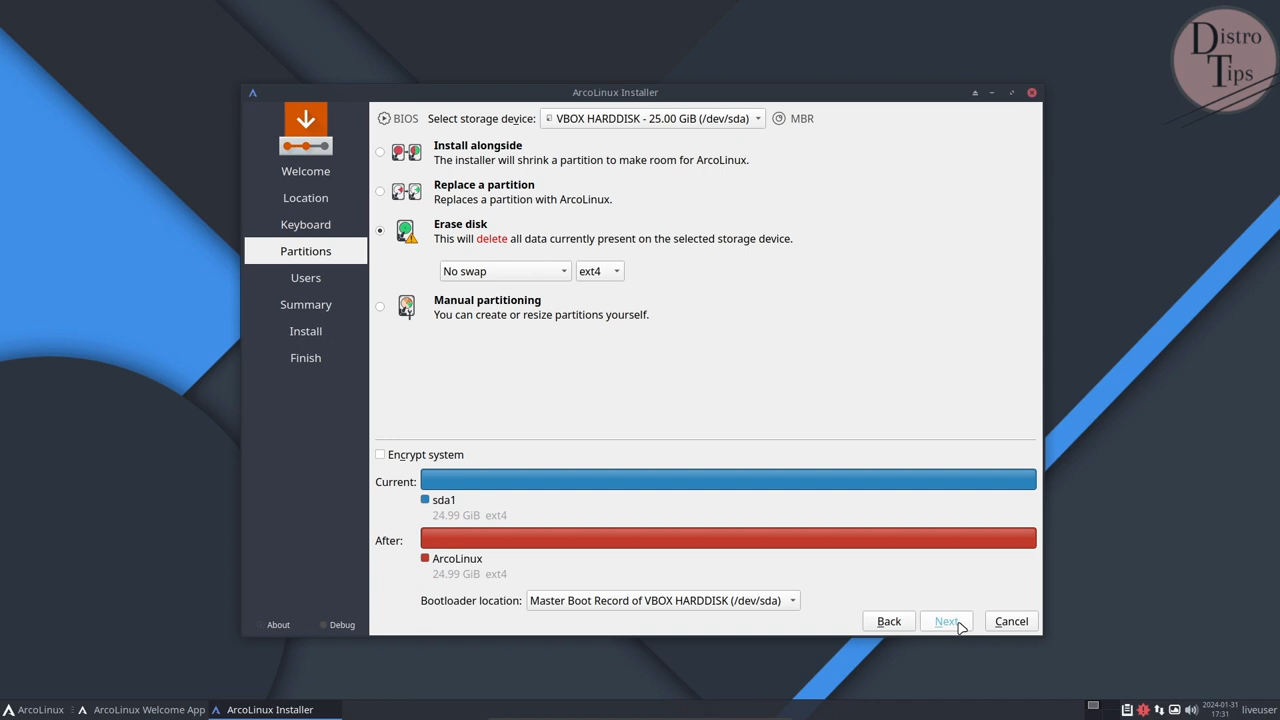 Distro
Tips
ArcoLinux Installer
BIOS Select storage device: VBOX HARDDISK - 25.00 GiB (/dev/sda) MBR
Install alongside
The installer will shrink a partition to make room for ArcoLinux.
Replace a partition
Replaces a partition with ArcoLinux.
Erase disk
This will delete all data currently present on the selected storage device.
No swap ext4
Manual partitioning
You can create or resize partitions yourself.
Welcome
Location
Keyboard
Partitions
Users
Summary
Install
Finish
Encrypt system
Current:
sda1
24.99 GiB ext4
After:
ArcoLinux
24.99 GiB ext4
Bootloader location: Master Boot Record of VBOX HARDDISK (/dev/sda)
About Debug
Back Next Cancel
ArcoLinux ArcoLinux Welcome App ArcoLinux Installer
2024-01-31
17:31
liveuser